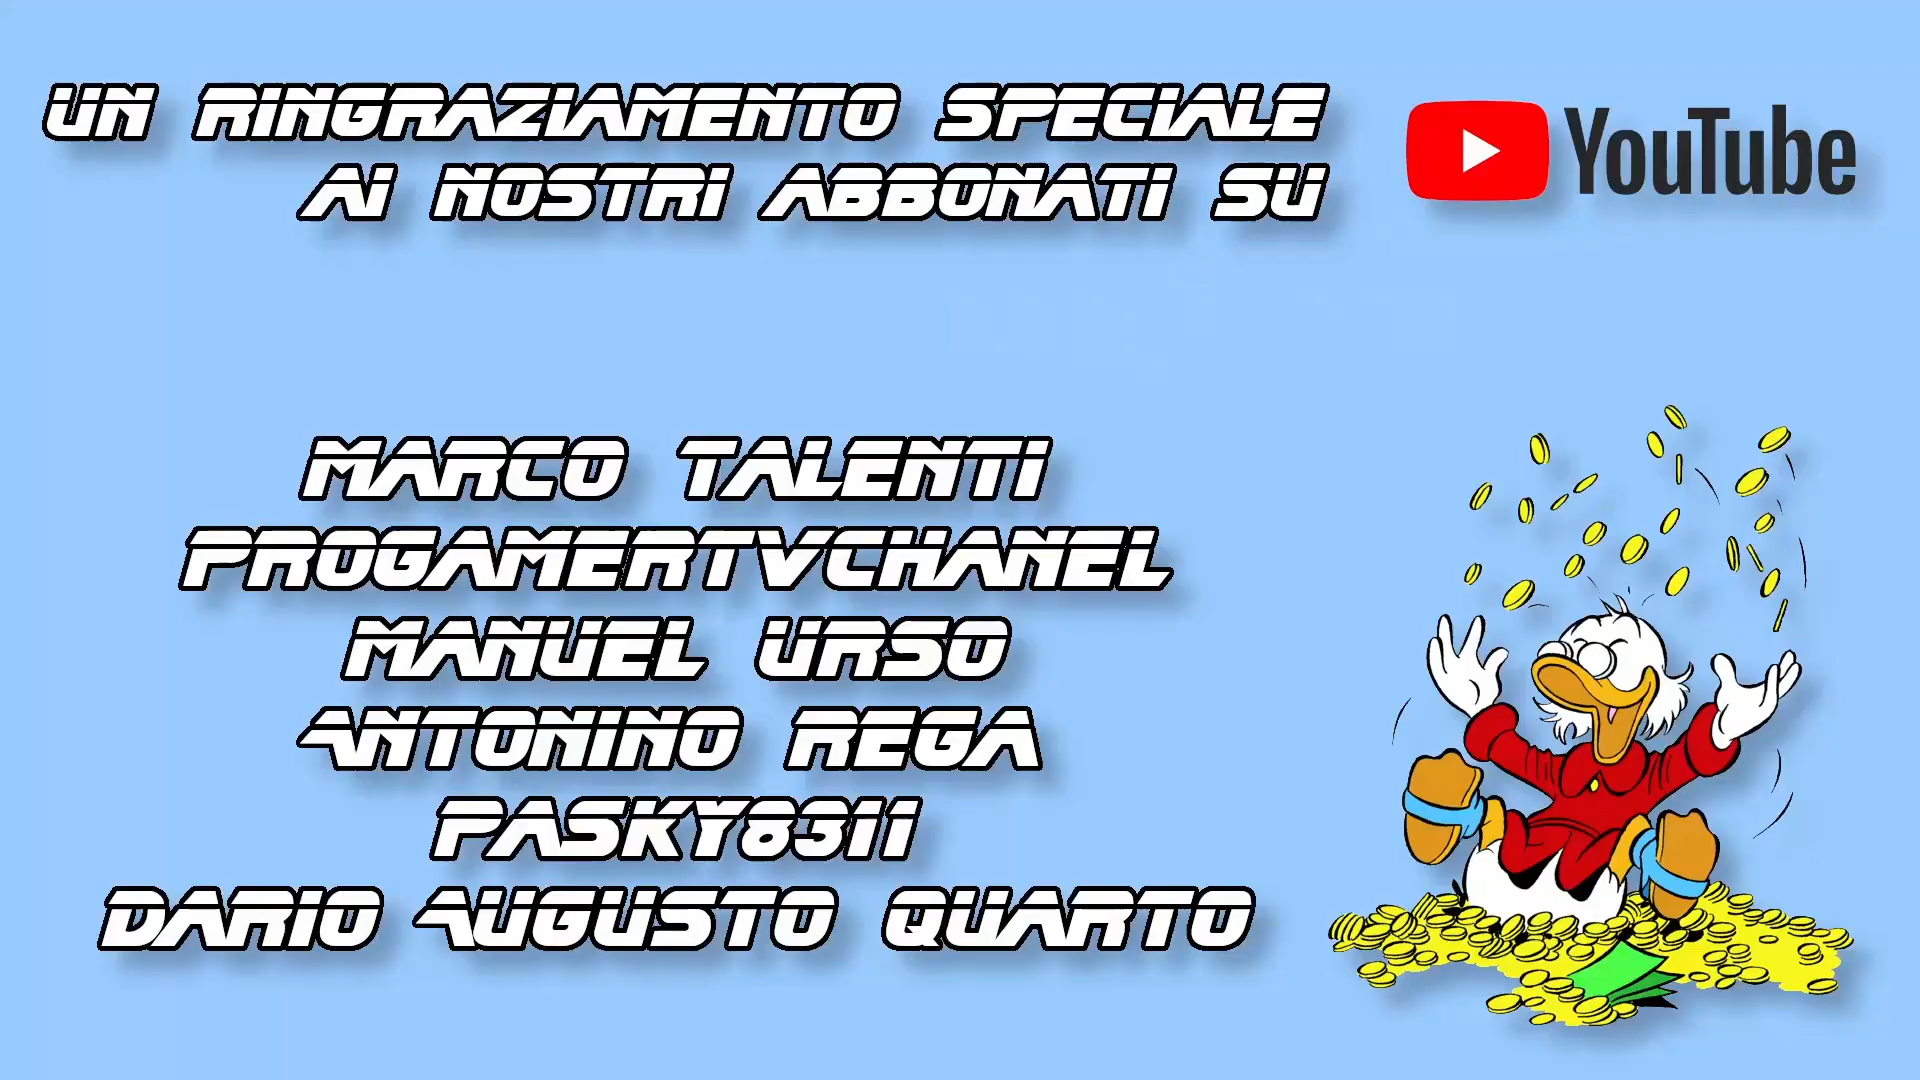 UN RINGRAZIAMENTO SPECIALE
AI NOSTRI ABBONATI SU
YouTube
MARCO TALENTI
PROGAMERTVCHANEL
MANUEL URSO
ANTONINO REGA
PASKY8311
DARIO AUGUSTO QUARTO